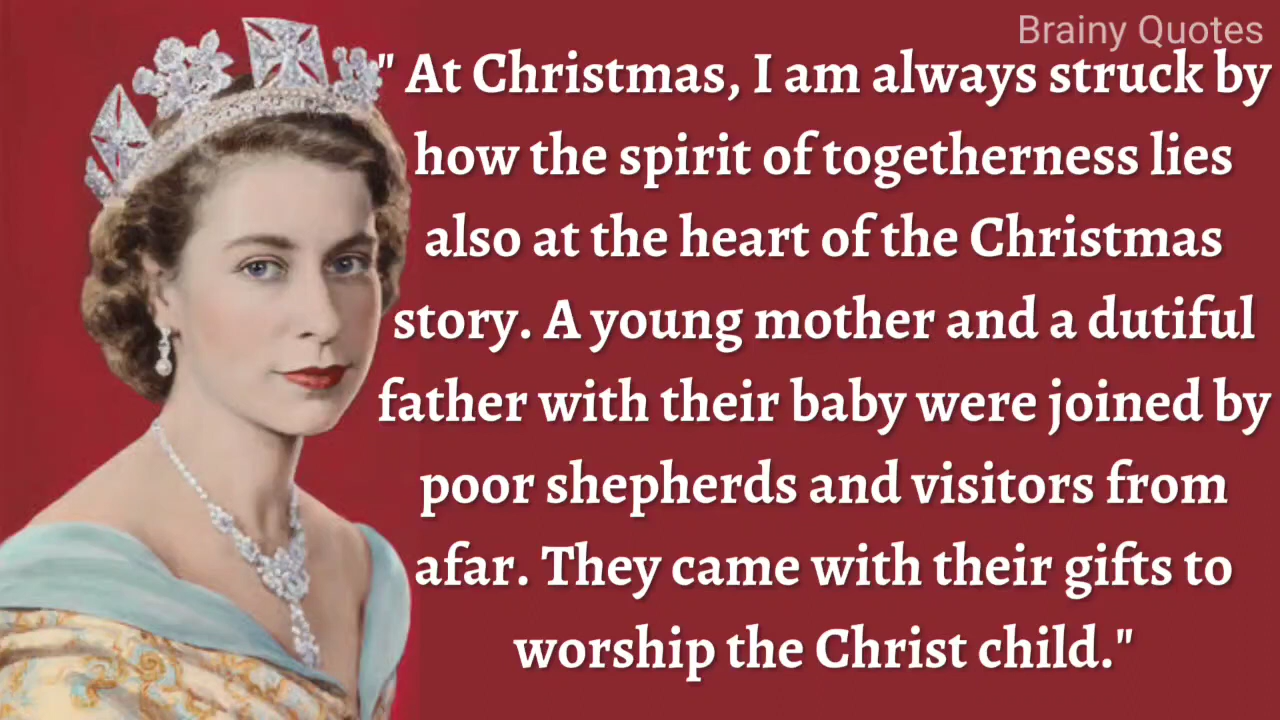 Brainy Quotes
" At Christmas, I am always struck by
how the spirit of togetherness lies
also at the heart of the Christmas
story. A young mother and a dutiful
father with their baby were joined by
poor shepherds and visitors from
afar. They came with their gifts to
worship the Christ child."